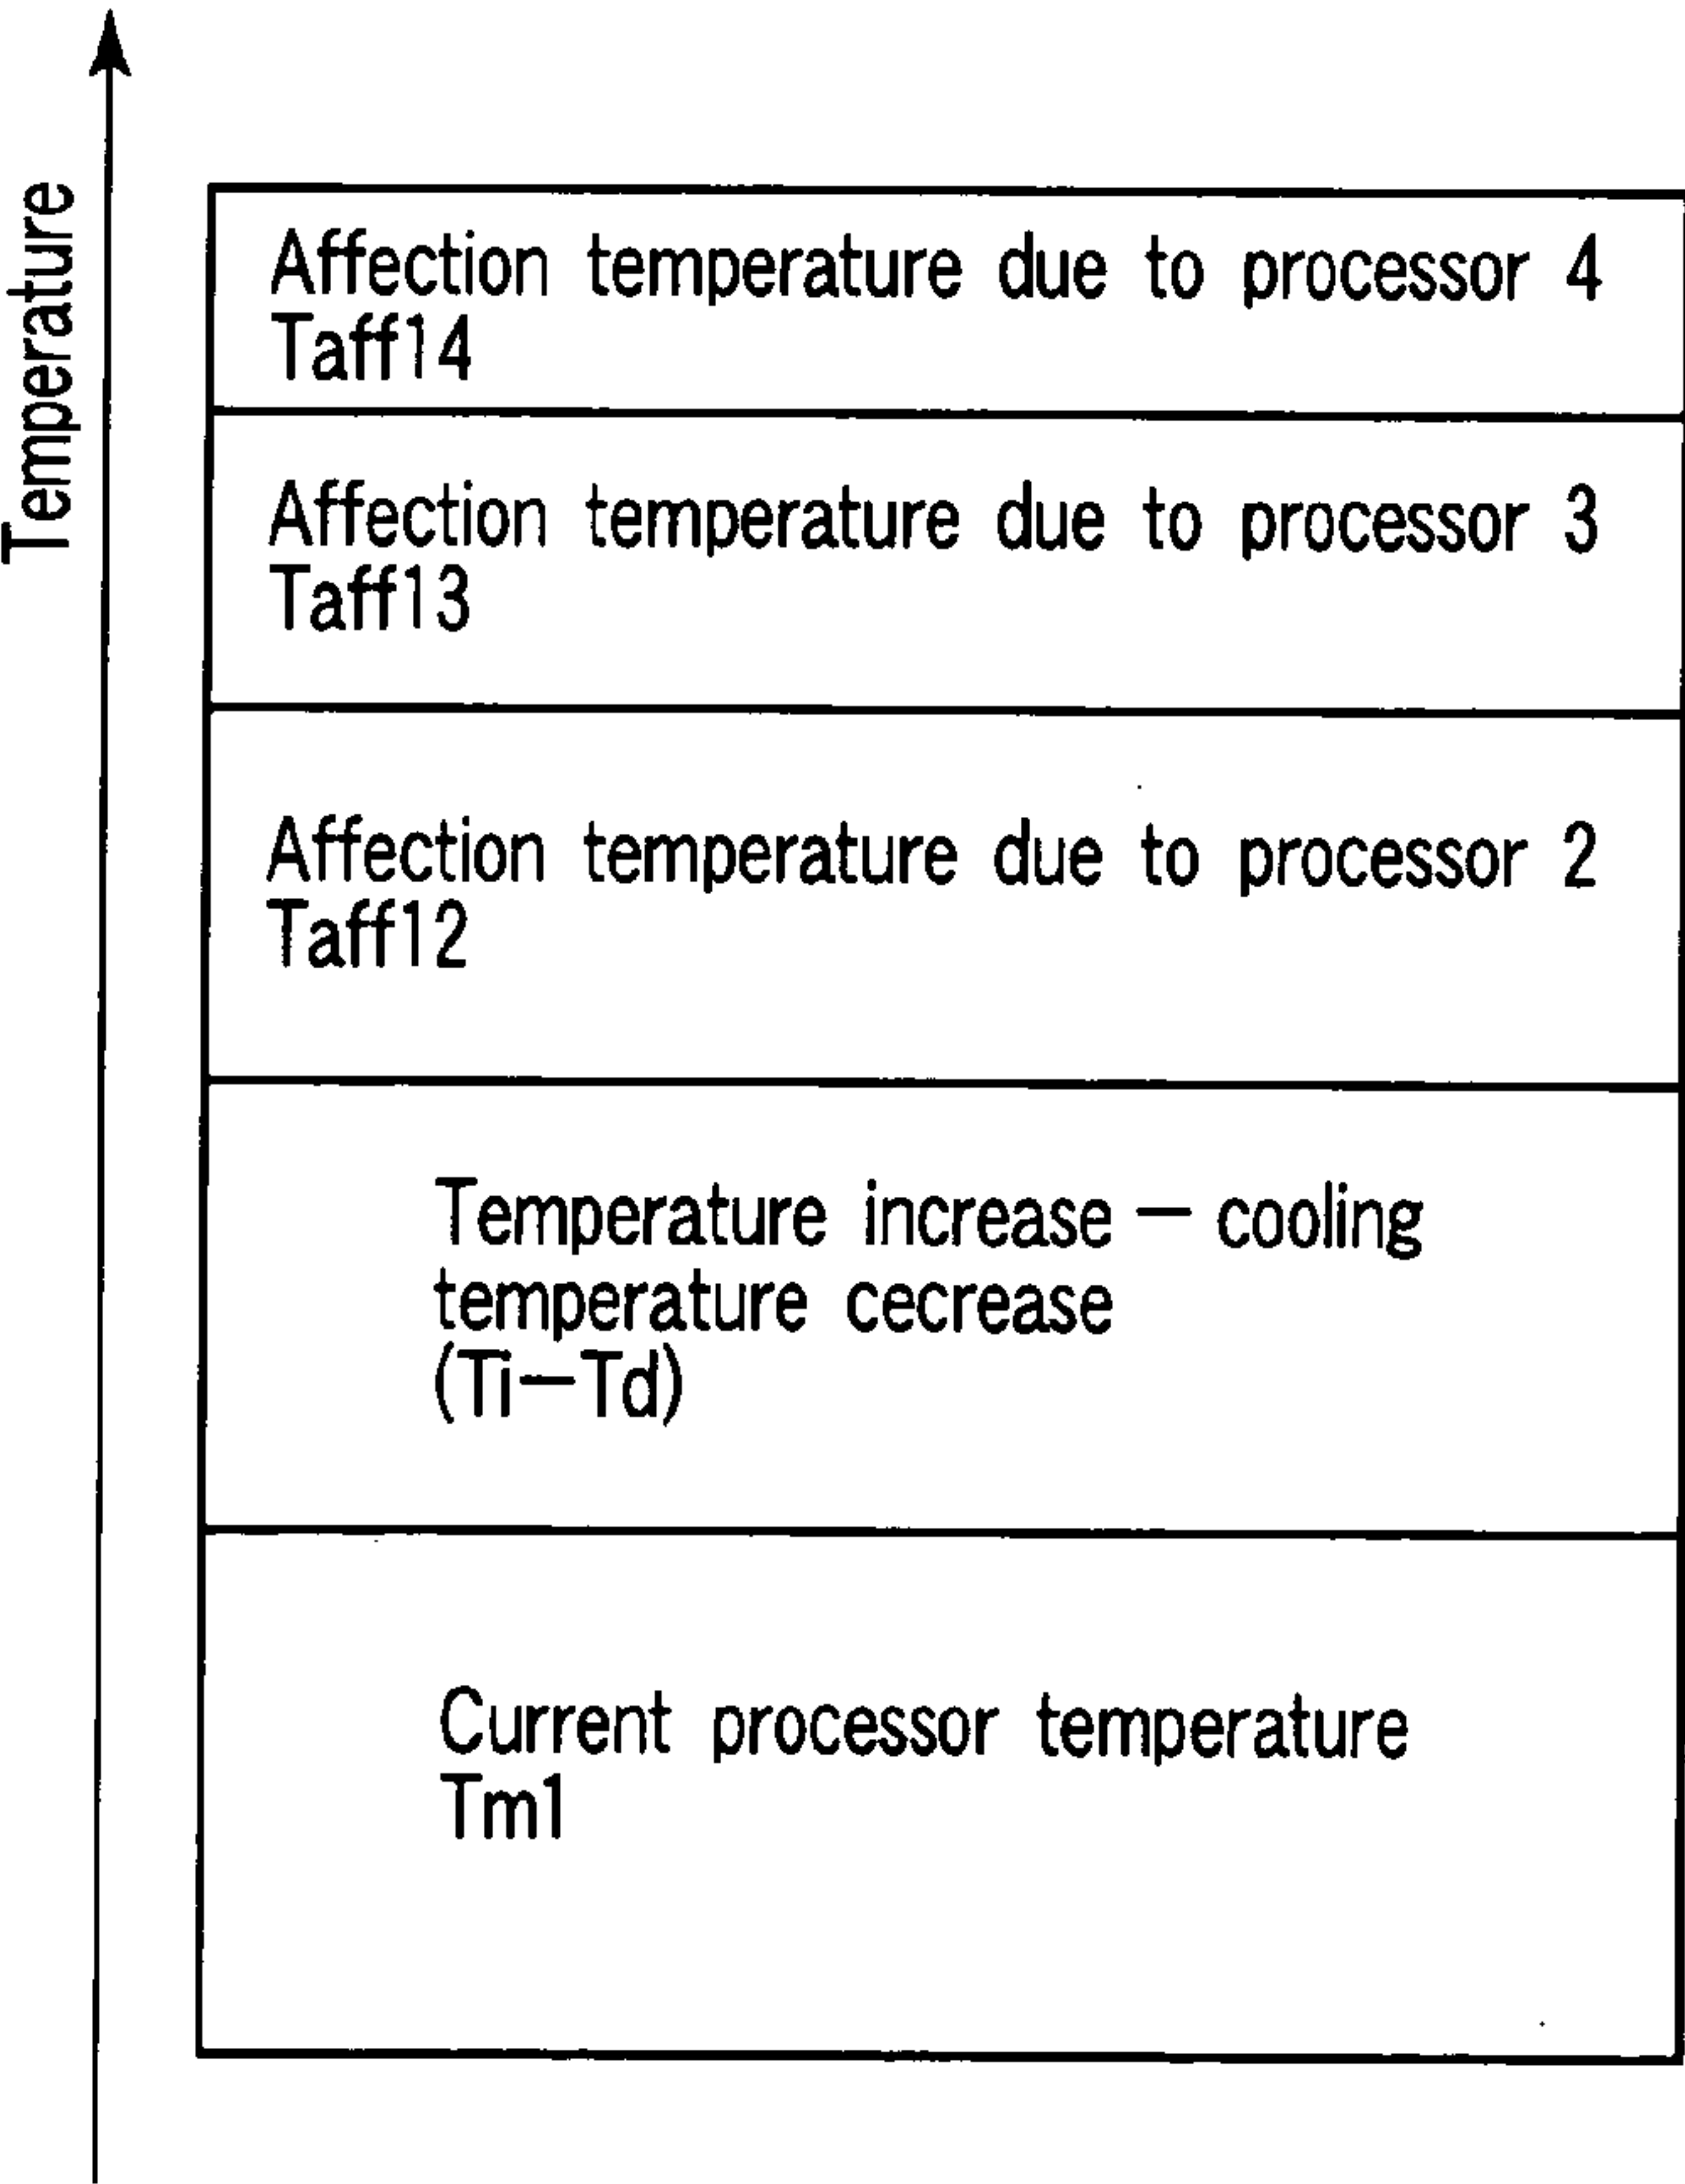 Temperature
Affection temperature due to processor 4
Taff14
Affection temperature due to processor 3
Taff13
Affection temperature due to processor 2
Taff12
Temperature increase — cooling
temperature cecrease
(Ti—Td)
Current processor temperature
Tm1